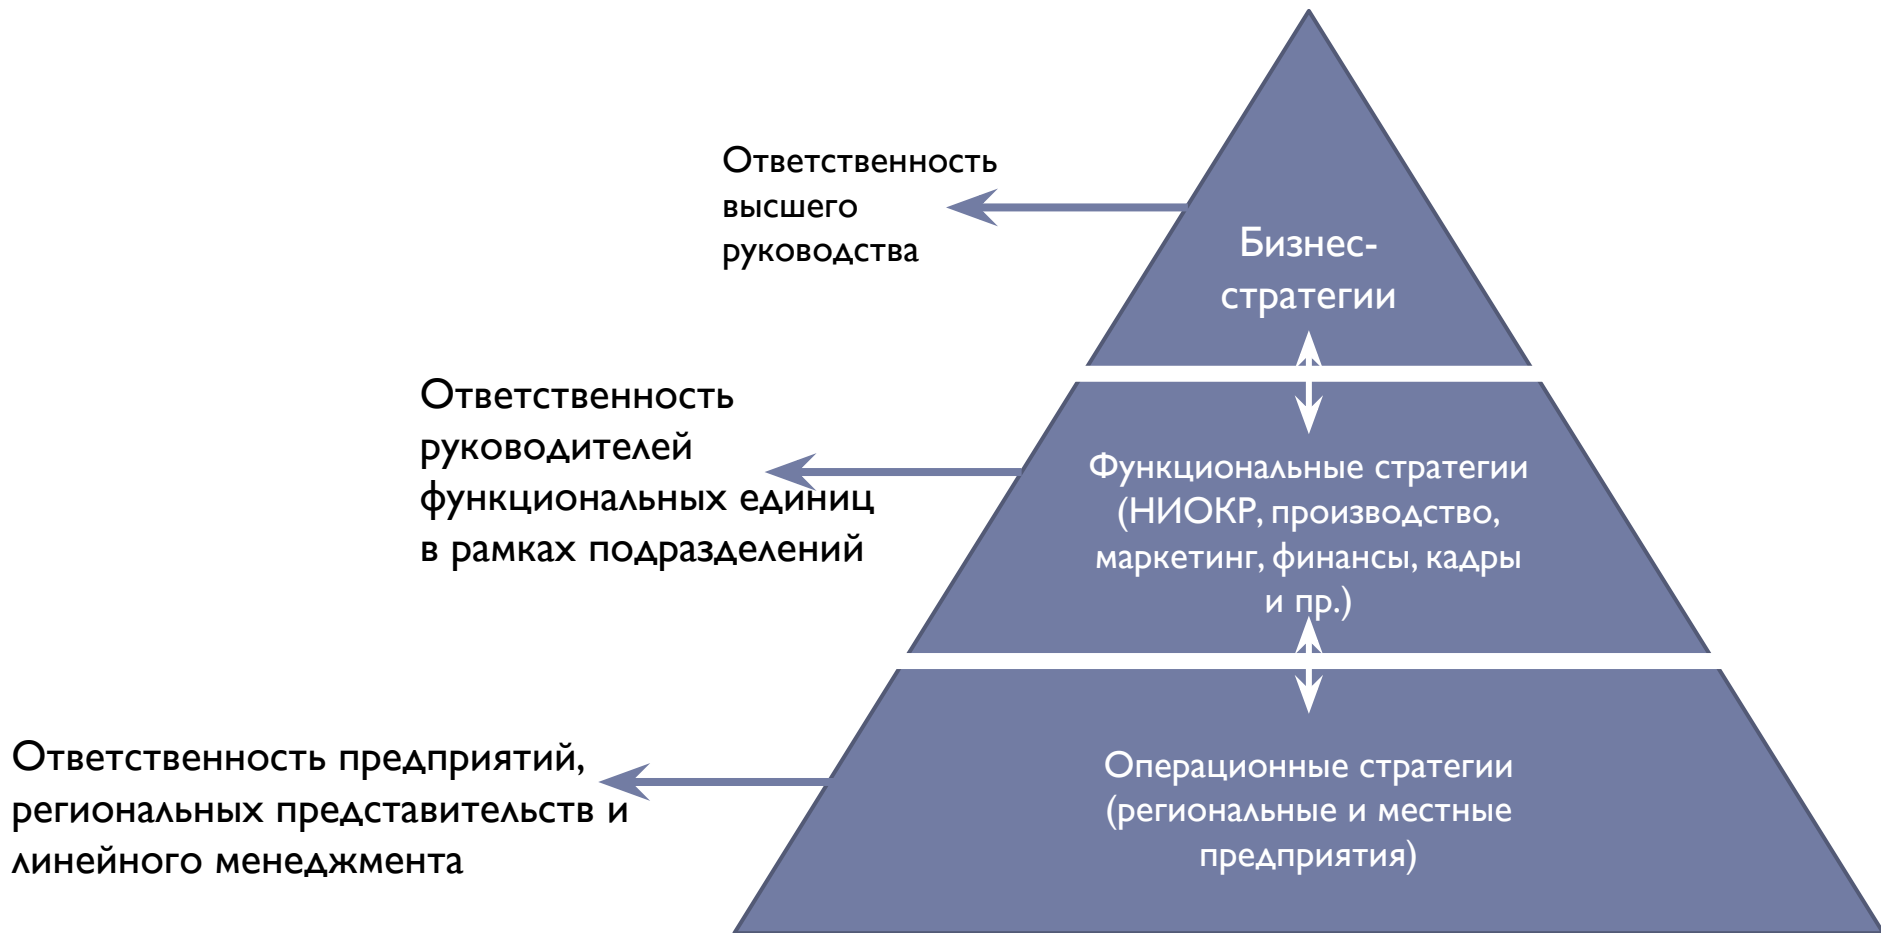 Ответственность
высшего
руководства
Бизнес-
стратегии
Ответственность
руководителей
функциональных единиц
в рамках подразделений
Функциональные стратегии
(НИОКР, производство,
маркетинг, финансы, кадры
и пр.)
Ответственность предприятий,
региональных представительств и
линейного менеджмента
Операционные стратегии
(региональные и местные
предприятия)